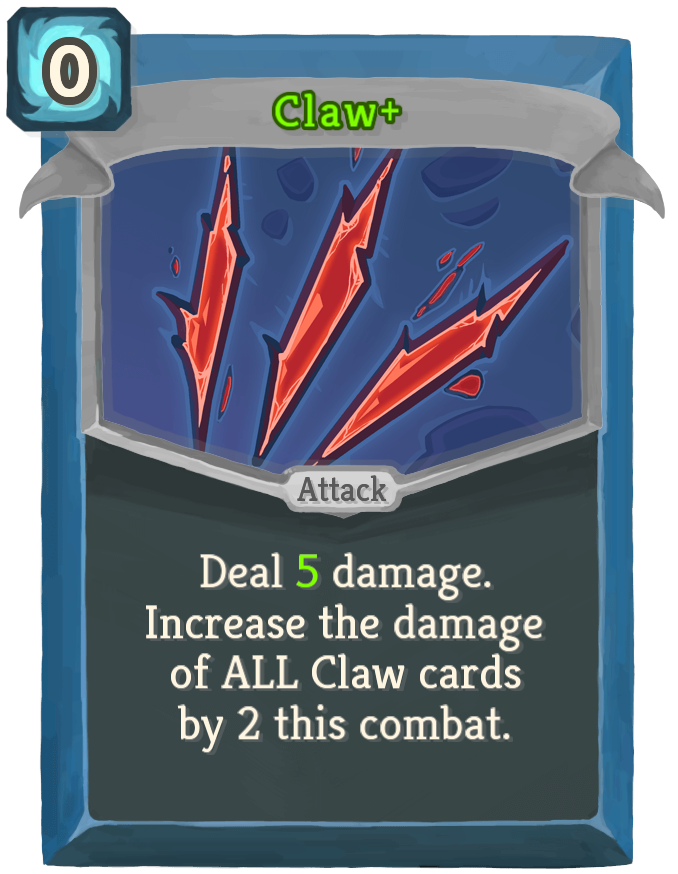 0
Claw+
Attack
Deal 5 damage.
Increase the damage
of ALL Claw cards
by 2 this combat.